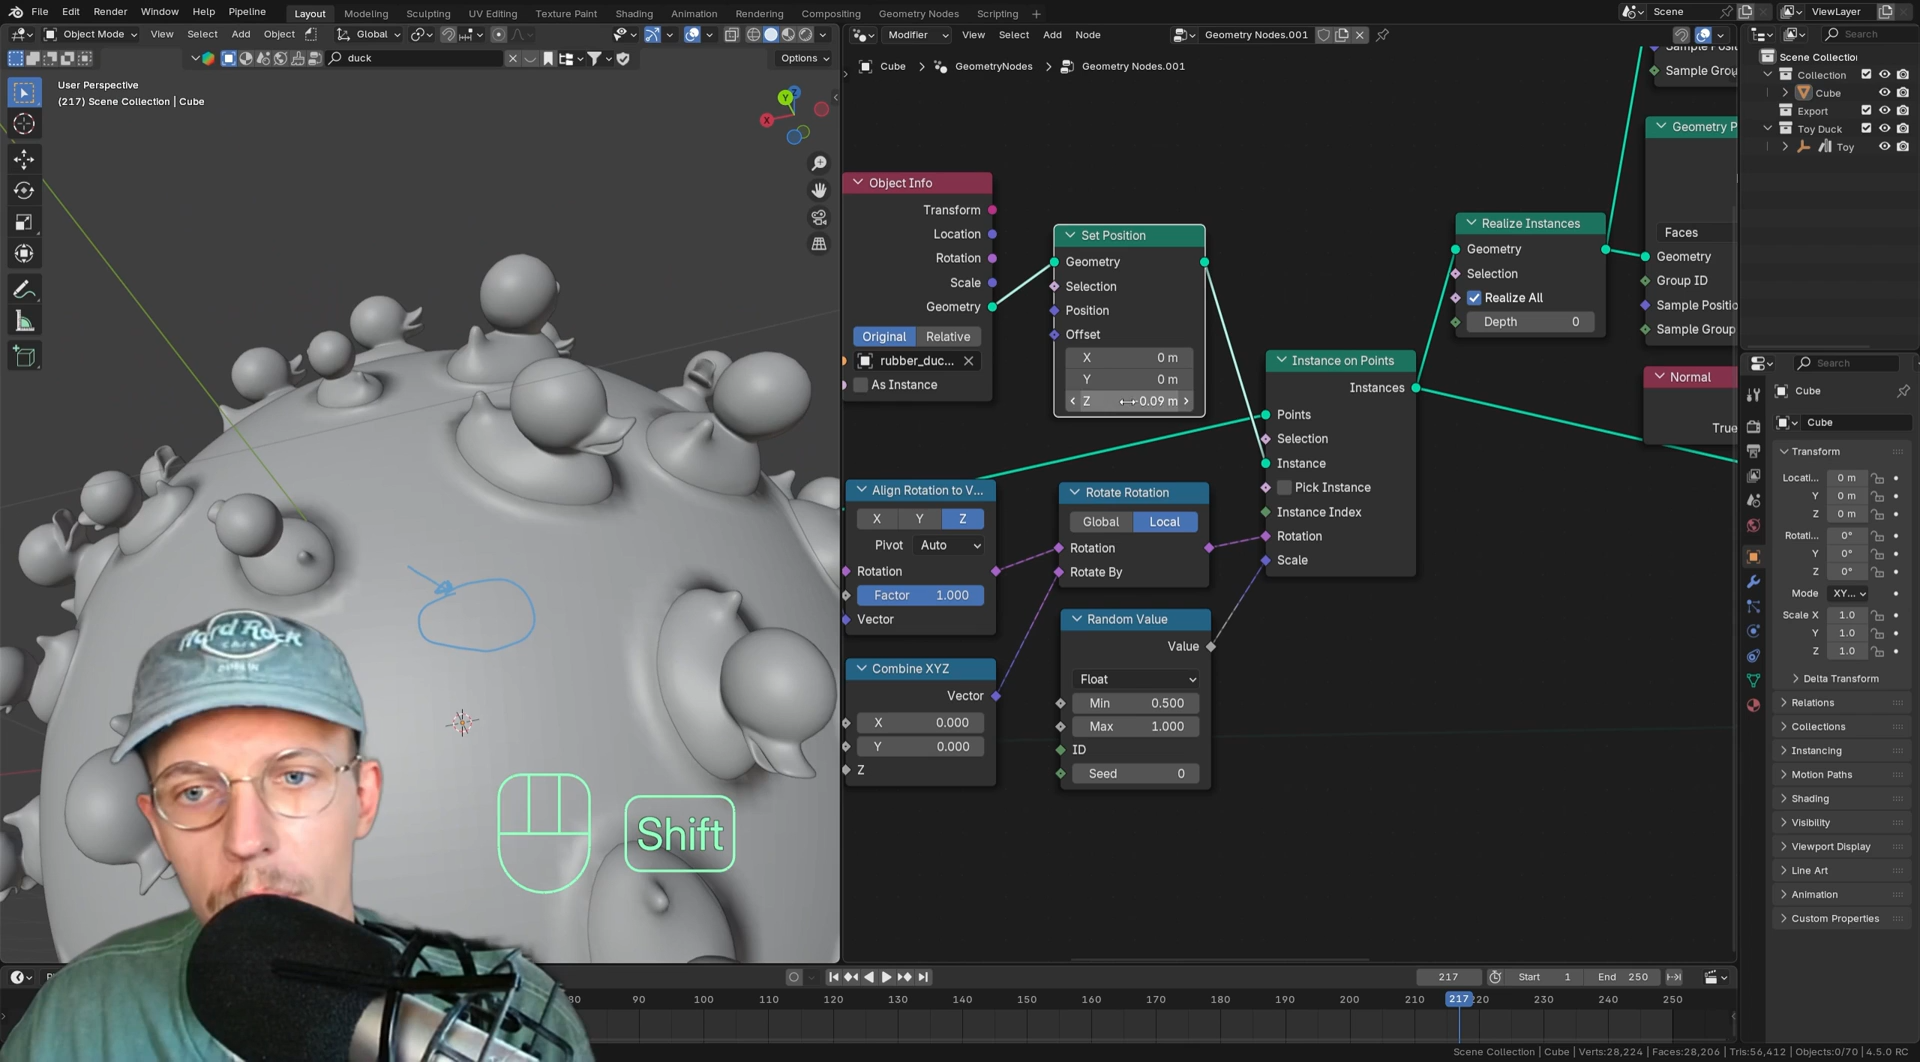 File Edit Render Window Help Pipeline Layout Modeling Sculpting UV Editing Texture Paint Shading Animation Rendering Compositing Geometry Nodes Scripting + Scene ViewLayer
Object Mode View Select Add Object Global
Modifier View Select Add Node Geometry Nodes.001
Search
duck Options
Cube > GeometryNodes > Geometry Nodes.001
User Perspective
(217) Scene Collection | Cube
Y
X
Z
Object Info
Transform
Location
Rotation
Scale
Geometry
Original Relative
rubber_duc...
As Instance
Set Position
Geometry
Selection
Position
Offset
X 0 m
Y 0 m
Z -0.09 m
Align Rotation to V...
X Y Z
Pivot Auto
Rotation
Factor 1.000
Vector
Combine XYZ
Vector
X 0.000
Y 0.000
Z
Rotate Rotation
Global Local
Rotation
Rotate By
Random Value
Value
Float
Min 0.500
Max 1.000
ID
Seed 0
Instance on Points
Instances
Points
Selection
Instance
Pick Instance
Instance Index
Rotation
Scale
Realize Instances
Geometry
Selection
Realize All
Depth 0
Sample Posit
Sample Grou
Geometry P
Faces
Geometry
Group ID
Sample Positio
Sample Group
Normal
True
Scene Collection
Collection
Cube
Export
Toy Duck
Toy
Search
Cube
Cube
Transform
Locati... 0 m
Y 0 m
Z 0 m
Rotati... 0°
Y 0°
Z 0°
Mode XY...
Scale X 1.0
Y 1.0
Z 1.0
Delta Transform
Relations
Collections
Instancing
Motion Paths
Shading
Visibility
Viewport Display
Line Art
Animation
Custom Properties
Hard Rock
CAFE
Shift
217 Start 1 End 250
80 90 100 110 120 130 140 150 160 170 180 190 200 210 217 220 230 240 250
Scene Collection | Cube | Verts:28,224 | Faces:28,206 | Tris:56,412 | Objects:0/70 | 4.5.0 RC